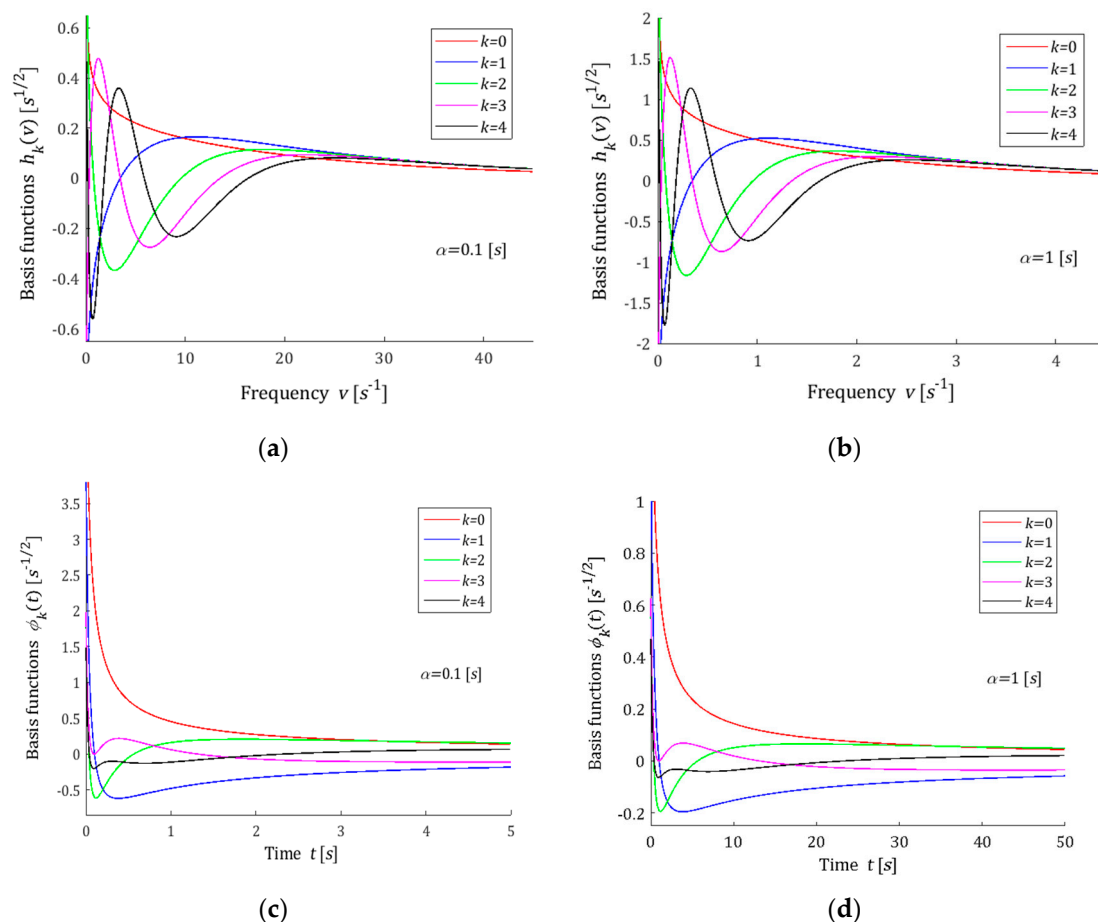 Basis functions h_k(v) [s^{1/2}]
0.6
0.4
0.2
0
-0.2
-0.4
-0.6
k=0
k=1
k=2
k=3
k=4
α=0.1 [s]
0 10 20 30 40
Frequency v [s^{-1}]
(a)
Basis functions h_k(v) [s^{1/2}]
2
1.5
1
0.5
0
-0.5
-1
-1.5
-2
k=0
k=1
k=2
k=3
k=4
α=1 [s]
0 1 2 3 4
Frequency v [s^{-1}]
(b)
Basis functions ϕ_k(t) [s^{-1/2}]
3.5
3
2
1.5
1
0.5
0
-0.5
k=0
k=1
k=2
k=3
k=4
α=0.1 [s]
0 1 2 3 4 5
Time t [s]
(c)
Basis functions ϕ_k(t) [s^{-1/2}]
1
0.8
0.6
0.4
0.2
0
-0.2
k=0
k=1
k=2
k=3
k=4
α=1 [s]
0 10 20 30 40 50
Time t [s]
(d)